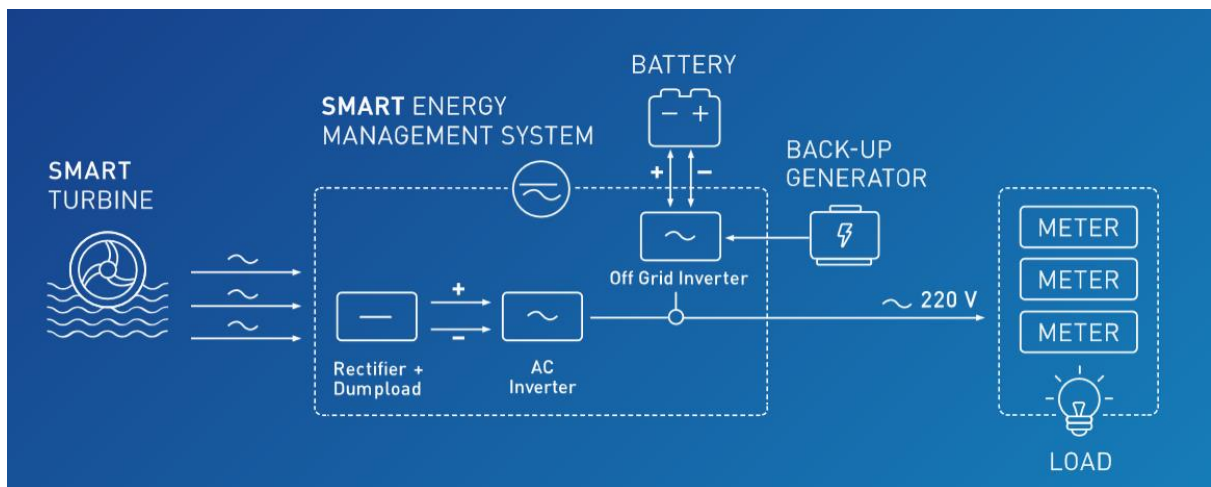 SMART
TURBINE
SMART ENERGY
MANAGEMENT SYSTEM
BATTERY
- +
+ -
BACK-UP
GENERATOR
Off Grid Inverter
+
-
Rectifier +
Dumpload
AC
Inverter
~ 220 V
METER
METER
METER
LOAD